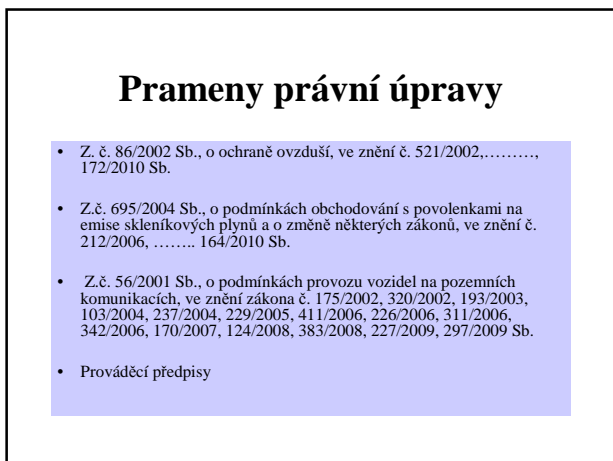 Prameny právní úpravy
• Z. č. 86/2002 Sb., o ochraně ovzduší, ve znění č. 521/2002,………,
172/2010 Sb.
• Z.č. 695/2004 Sb., o podmínkách obchodování s povolenkami na
emise skleníkových plynů a o změně některých zákonů, ve znění č.
212/2006, …….. 164/2010 Sb.
• Z.č. 56/2001 Sb., o podmínkách provozu vozidel na pozemních
komunikacích, ve znění zákona č. 175/2002, 320/2002, 193/2003,
103/2004, 237/2004, 229/2005, 411/2006, 226/2006, 311/2006,
342/2006, 170/2007, 124/2008, 383/2008, 227/2009, 297/2009 Sb.
• Prováděcí předpisy